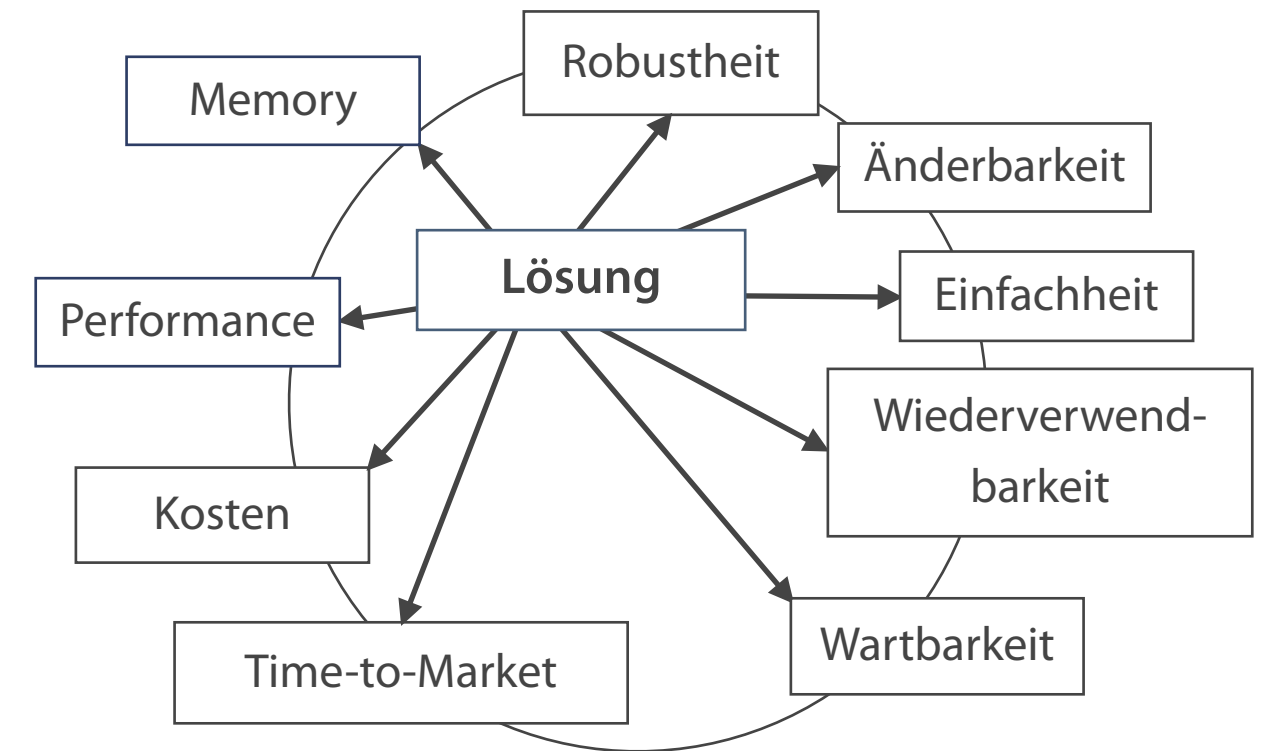 Robustheit
Memory
Änderbarkeit
Lösung
Einfachheit
Performance
Wiederverwend-
barkeit
Kosten
Wartbarkeit
Time-to-Market